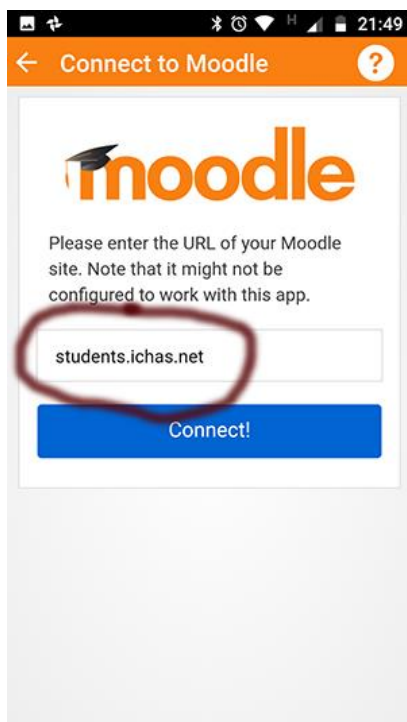 H 21:49
Connect to Moodle ?
moodle
Please enter the URL of your Moodle
site. Note that it might not be
configured to work with this app.
students.ichas.net
Connect!